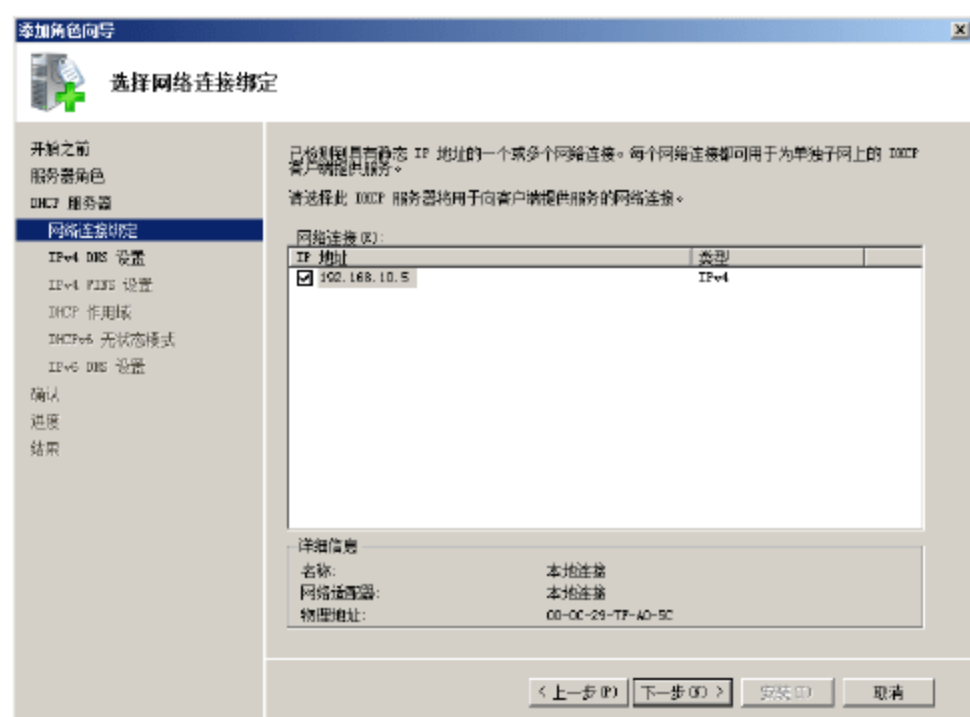 添加角色向导
选择网络连接绑定
开始之前
服务器角色
DHCP 服务器
网络连接绑定
IPv4 DNS 设置
IPv4 WINS 设置
DHCP 作用域
DHCPv6 无状态模式
IPv6 DNS 设置
确认
进度
结果
已检测到具有静态 IP 地址的一个或多个网络连接。每个网络连接都可用于为单独子网上的 DHCP
客户端提供服务。
请选择此 DHCP 服务器将用于向客户端提供服务的网络连接。
网络连接(E):
IP 地址 类型
192.168.10.5 IPv4
详细信息
名称: 本地连接
网络适配器: 本地连接
物理地址: 00-0C-29-7F-A0-5C
< 上一步(P) 下一步(N) > 安装(I) 取消